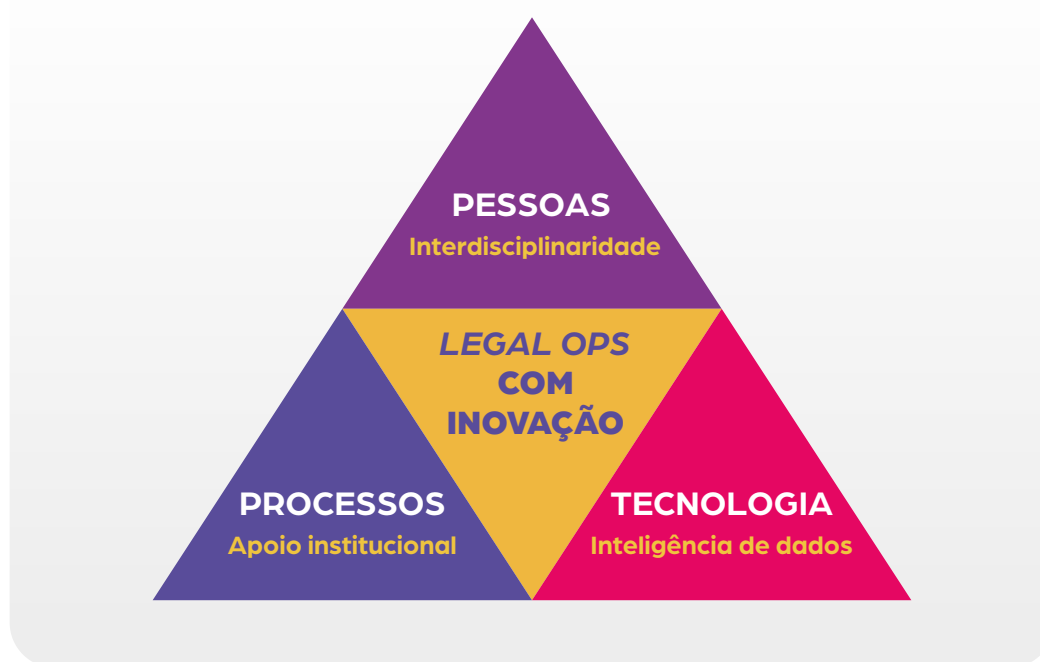 PESSOAS
Interdisciplinaridade
LEGAL OPS
COM
INOVAÇÃO
PROCESSOS
Apoio institucional
TECNOLOGIA
Inteligência de dados